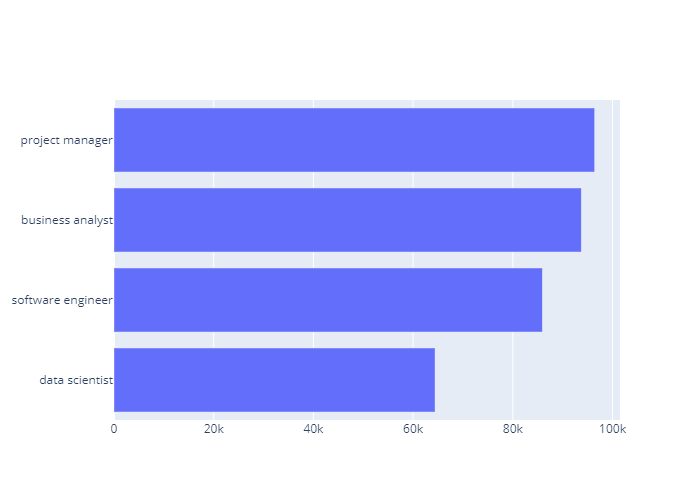 project manager
business analyst
software engineer
data scientist
0 20k 40k 60k 80k 100k